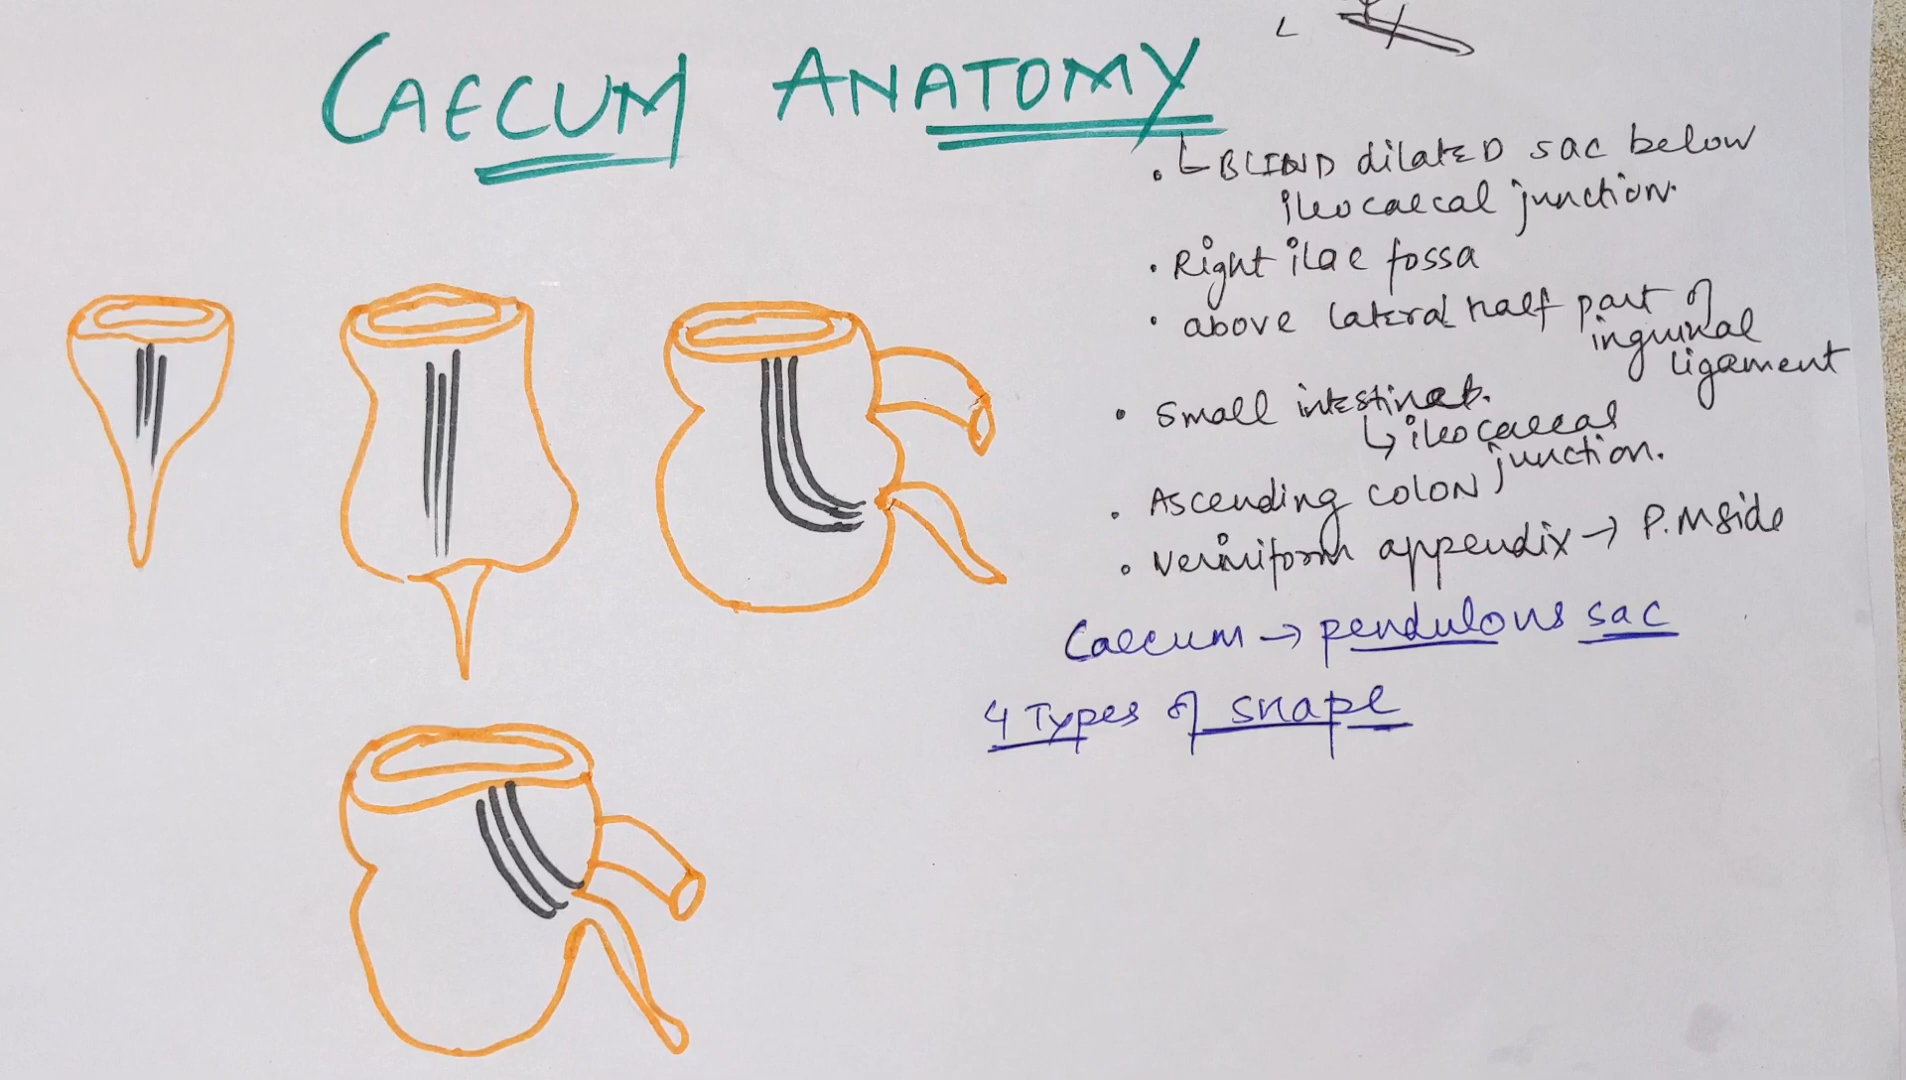 CAECUM ANATOMY
L
• ↳ BLIND dilatED sac below
ileocaecal junction.
• Right ilac fossa
• above lateral half part of
inguinal
ligament
• Small intestine
↳ ileocaecal
junction.
• Ascending COLON
• Vermiform appendix → P.M side
Caecum → pendulous sac
4 Types of shape